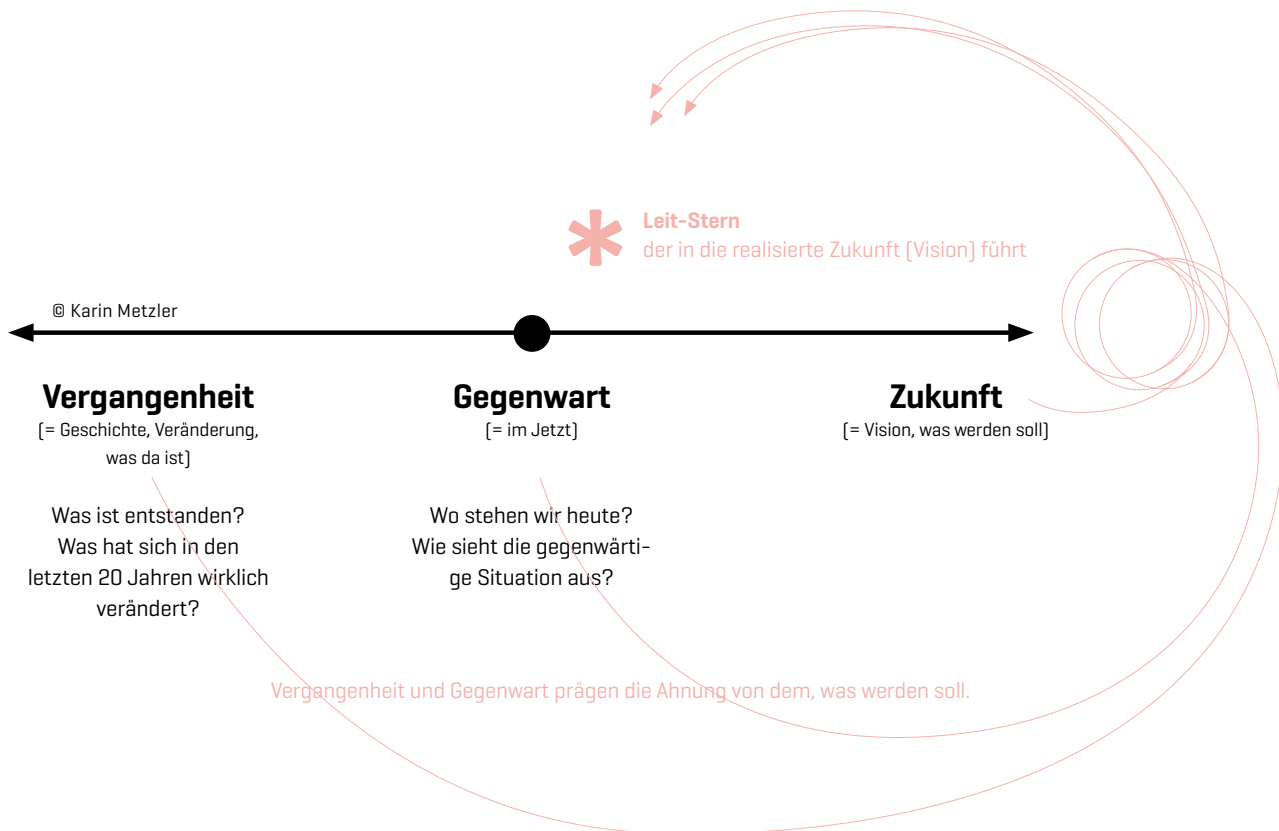 Leit-Stern
der in die realisierte Zukunft (Vision) führt
© Karin Metzler
Vergangenheit
(= Geschichte, Veränderung,
was da ist)
Was ist entstanden?
Was hat sich in den
letzten 20 Jahren wirklich
verändert?
Gegenwart
(= im Jetzt)
Wo stehen wir heute?
Wie sieht die gegenwärti-
ge Situation aus?
Zukunft
(= Vision, was werden soll)
Vergangenheit und Gegenwart prägen die Ahnung von dem, was werden soll.